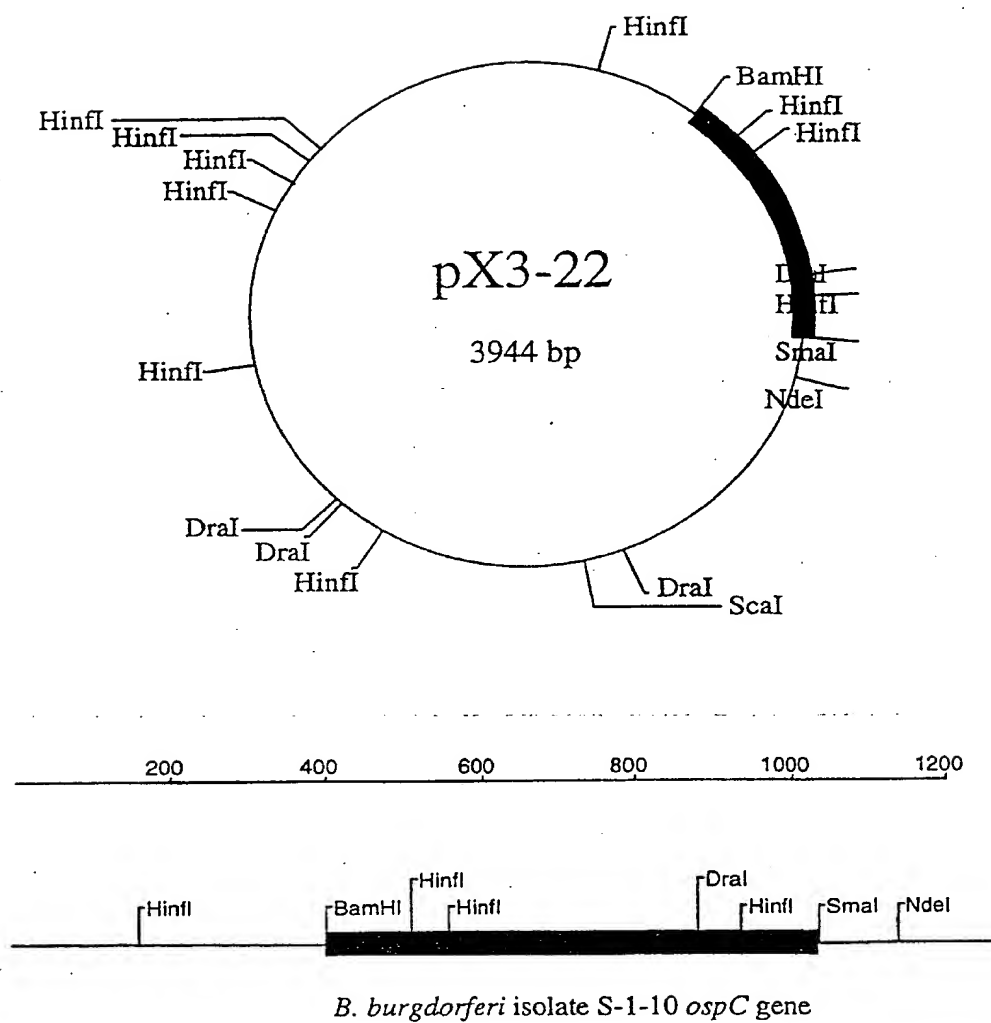 HinfI
BamHI
HinfI
HinfI
HinfI
HinfI
HinfI
HinfI
pX3-22
3944 bp
DraI
HinfI
SmaI
NdeI
HinfI
DraI
DraI
HinfI
DraI
ScaI
200 400 600 800 1000 1200
HinfI DraI
HinfI BamHI HinfI HinfI SmaI NdeI
B. burgdorferi isolate S-1-10 ospC gene